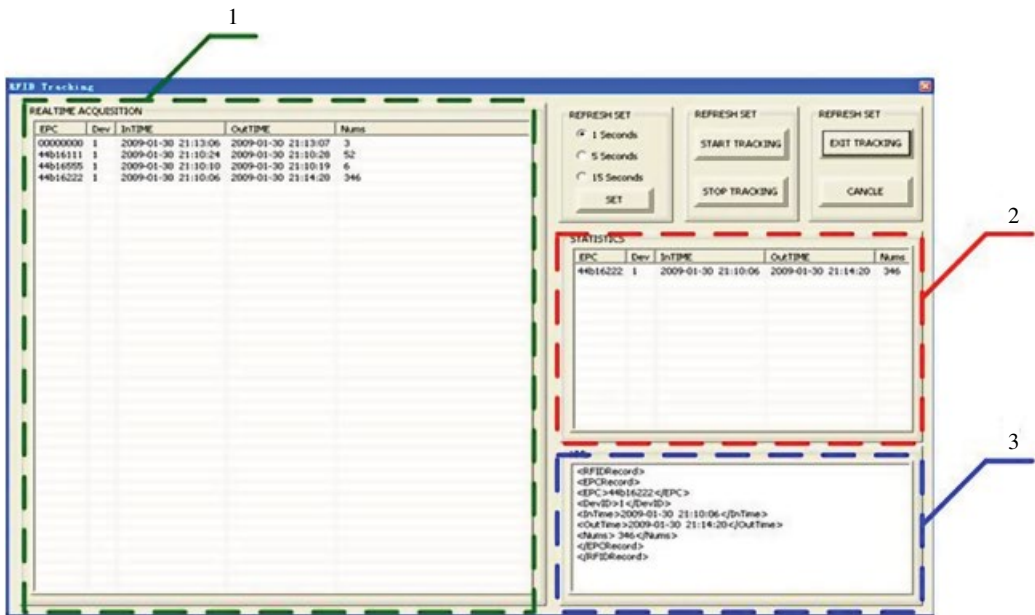 1
RFID Tracking
REALTIME ACQUISITION
EPC Dev InTIME OutTIME Nums
00000000 1 2009-01-30 21:13:06 2009-01-30 21:13:07 3
44b16111 1 2009-01-30 21:10:24 2009-01-30 21:10:28 52
44b16555 1 2009-01-30 21:10:10 2009-01-30 21:10:19 6
44b16222 1 2009-01-30 21:10:06 2009-01-30 21:14:20 346
REFRESH SET
1 Seconds
5 Seconds
15 Seconds
SET
REFRESH SET
START TRACKING
STOP TRACKING
REFRESH SET
EXIT TRACKING
CANCLE
2
STATISTICS
EPC Dev InTIME OutTIME Nums
44b16222 1 2009-01-30 21:10:06 2009-01-30 21:14:20 346
3
<RFIDRecord>
<EPCRecord>
<EPC>44b16222</EPC>
<DevID>1</DevID>
<InTime>2009-01-30 21:10:06</InTime>
<OutTime>2009-01-30 21:14:20</OutTime>
<Nums> 346</Nums>
</EPCRecord>
</RFIDRecord>